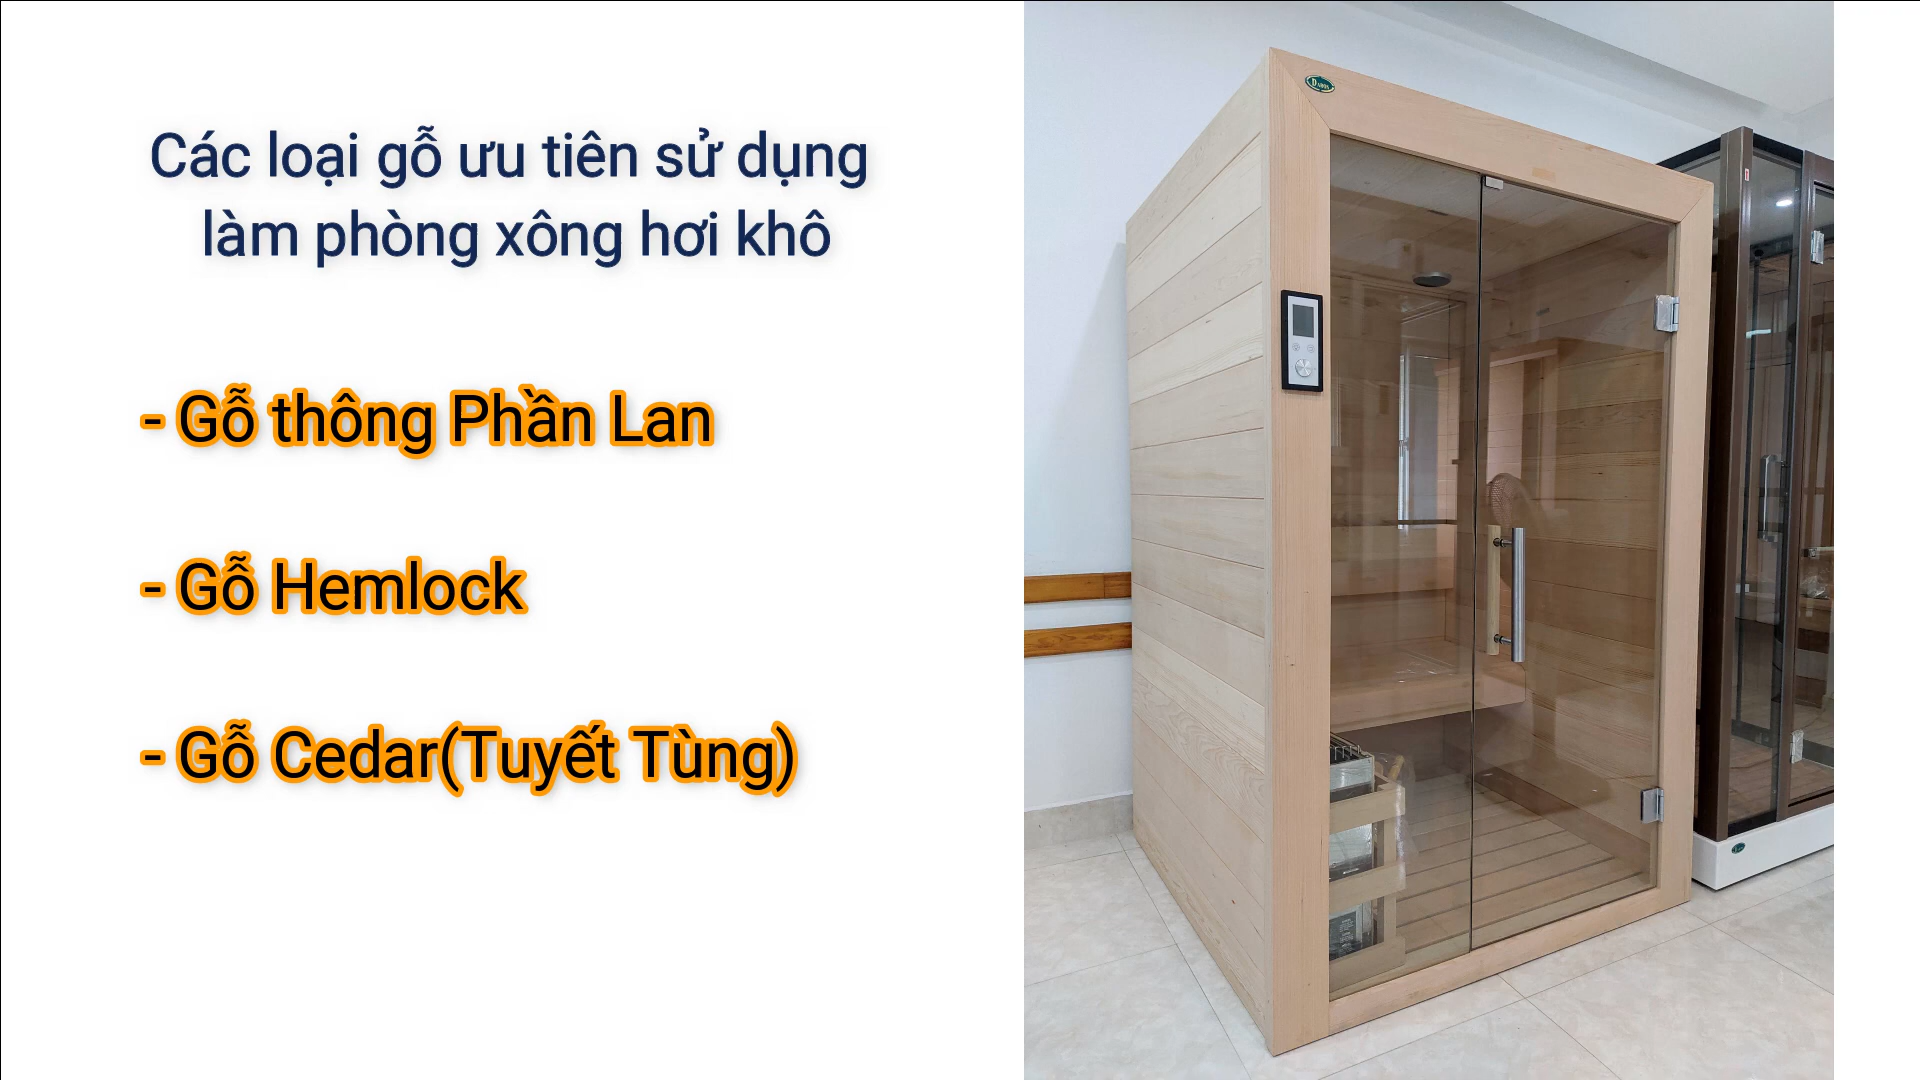 Các loại gỗ ưu tiên sử dụng
làm phòng xông hơi khô
- Gỗ thông Phần Lan
- Gỗ Hemlock
- Gỗ Cedar(Tuyết Tùng)